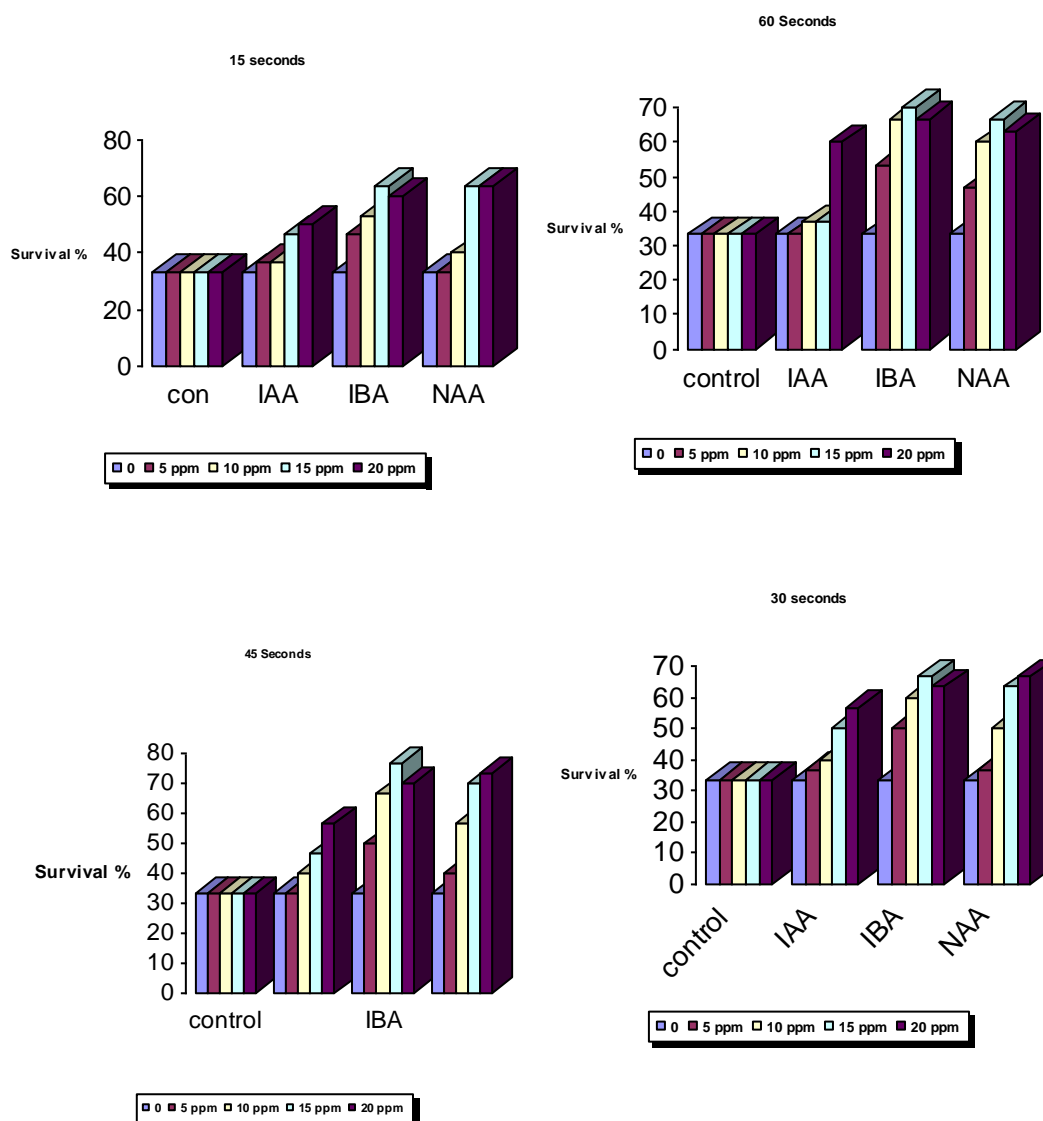 15 seconds
80
60
40
20
0
Survival %
con IAA IBA NAA
0 5 ppm 10 ppm 15 ppm 20 ppm
60 Seconds
70
60
50
40
30
20
10
0
Survival %
control IAA IBA NAA
0 5 ppm 10 ppm 15 ppm 20 ppm
45 Seconds
80
70
60
50
40
30
20
10
0
Survival %
control IBA
0 5 ppm 10 ppm 15 ppm 20 ppm
30 seconds
70
60
50
40
30
20
10
0
Survival %
control IAA IBA NAA
0 5 ppm 10 ppm 15 ppm 20 ppm